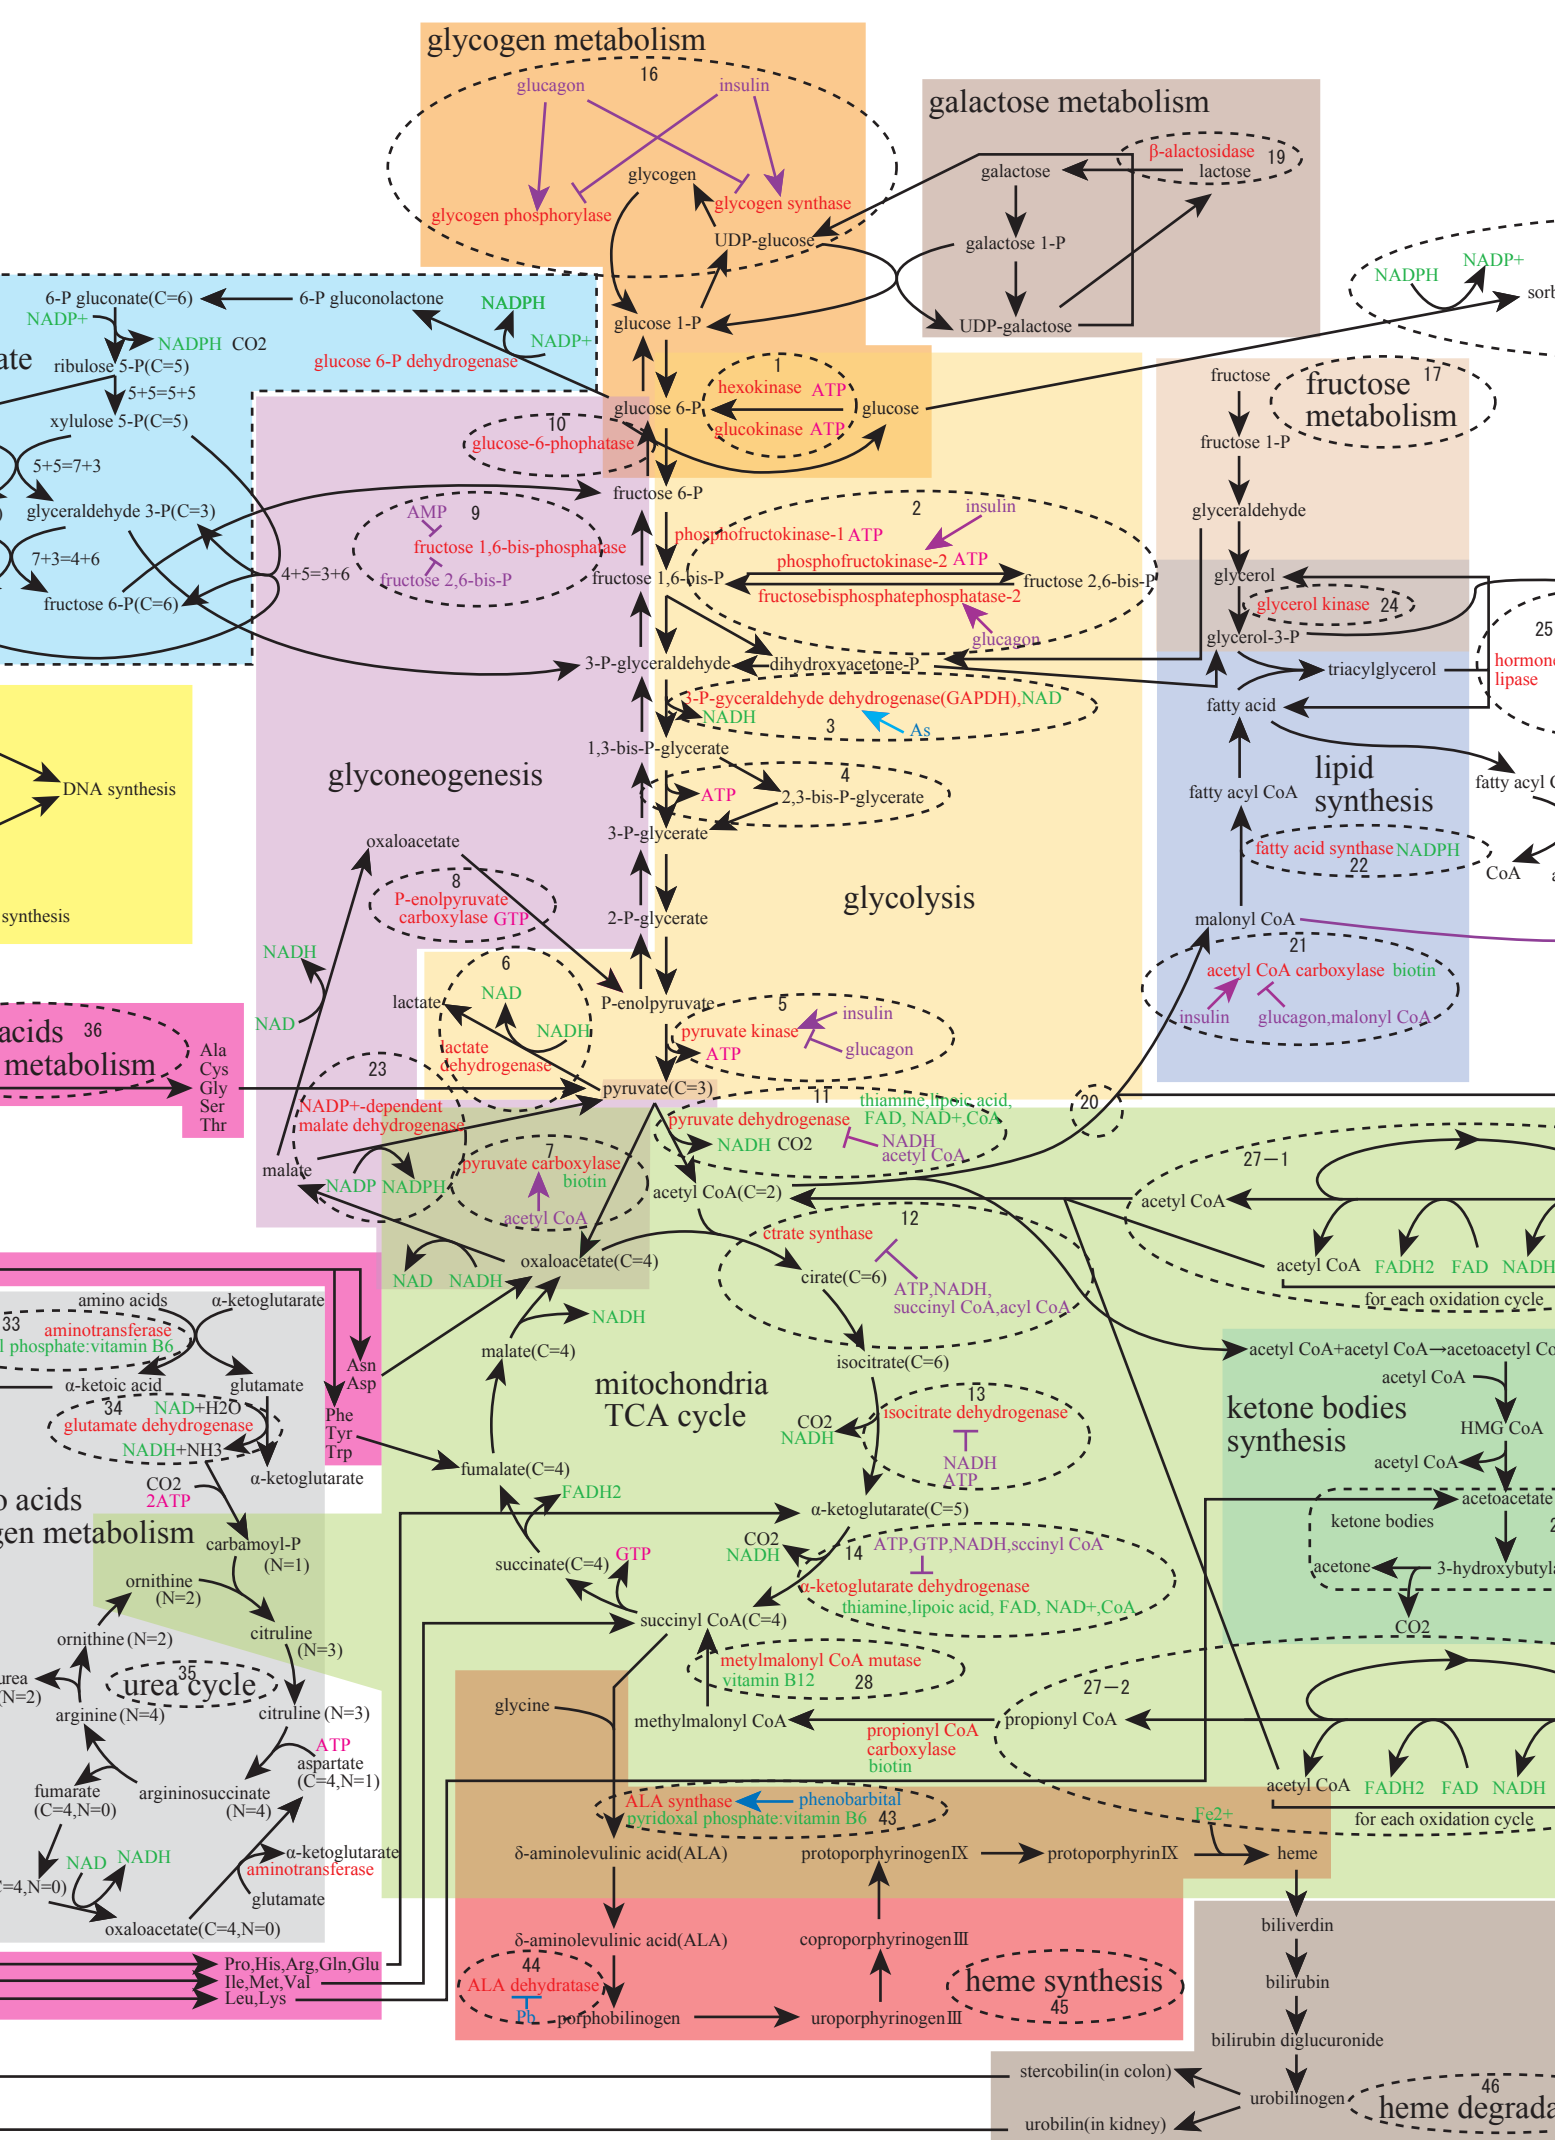 glycogen metabolism
16
glucagon
insulin
glycogen
glycogen phosphorylase
glycogen synthase
UDP-glucose
glucose 1-P
galactose metabolism
β-alactosidase
19
galactose
lactose
galactose 1-P
UDP-galactose
NADPH
NADP+
6-P gluconate(C=6)
6-P gluconolactone
NADPH
NADP+
NADP+
NADPH CO2
glucose 6-P dehydrogenase
ribulose 5-P(C=5)
5+5=5+5
xylulose 5-P(C=5)
5+5=7+3
glyceraldehyde 3-P(C=3)
7+3=4+6
4+5=3+6
fructose 6-P(C=6)
1
hexokinase ATP
glucose 6-P
glucose
glucokinase ATP
10
glucose-6-phophatase
fructose 6-P
AMP
9
fructose 1,6-bis-phosphatase
fructose 2,6-bis-P
2
insulin
phosphofructokinase-1 ATP
phosphofructokinase-2 ATP
fructose 1,6-bis-P
fructose 2,6-bis-P
fructosebisphosphatephosphatase-2
glucagon
3-P-glyceraldehyde
dihydroxyacetone-P
3-P-gyceraldehyde dehydrogenase(GAPDH),NAD
NADH
3
As
1,3-bis-P-glycerate
4
ATP
2,3-bis-P-glycerate
3-P-glycerate
glyconeogenesis
glycolysis
oxaloacetate
8
P-enolpyruvate
carboxylase GTP
2-P-glycerate
NADH
NAD
6
NAD
lactate
NADH
lactate
dehydrogenase
P-enolpyruvate
5
insulin
pyruvate kinase
ATP
glucagon
pyruvate(C=3)
fructose
fructose
metabolism
17
fructose 1-P
glyceraldehyde
glycerol
glycerol kinase 24
glycerol-3-P
25
lipase
triacylglycerol
fatty acid
lipid
synthesis
fatty acyl CoA
fatty acyl
fatty acid synthase NADPH
22
CoA
malonyl CoA
21
acetyl CoA carboxylase biotin
insulin
glucagon,malonyl CoA
DNA synthesis
synthesis
acids 36
metabolism
Ala
Cys
Gly
Ser
Thr
23
NADP+-dependent
malate dehydrogenase
malate
NADP NADPH
7
pyruvate carboxylase
biotin
acetyl CoA
11
thiamine,lipoic acid,
FAD, NAD+,CoA
pyruvate dehydrogenase
NADH CO2
NADH
acetyl CoA
20
acetyl CoA(C=2)
oxaloacetate(C=4)
NAD
NADH
NADH
12
ctrate synthase
cirate(C=6)
ATP,NADH,
succinyl CoA,acyl CoA
isocitrate(C=6)
malate(C=4)
mitochondria
TCA cycle
13
isocitrate dehydrogenase
CO2
NADH
NADH
ATP
fumalate(C=4)
FADH2
α-ketoglutarate(C=5)
succinate(C=4)
GTP
CO2
NADH
14
ATP,GTP,NADH,sccinyl CoA
α-ketoglutarate dehydrogenase
thiamine,lipoic acid, FAD, NAD+,CoA
succinyl CoA(C=4)
metylmalonyl CoA mutase
vitamin B12
28
methylmalonyl CoA
propionyl CoA
carboxylase
biotin
propionyl CoA
27-1
acetyl CoA
acetyl CoA
FADH2 FAD NADH
for each oxidation cycle
acetyl CoA+acetyl CoA→acetoacetyl
acetyl CoA
ketone bodies
synthesis
HMG CoA
acetyl CoA
acetoacetate
ketone bodies
acetone
CO2
27-2
acetyl CoA
FADH2 FAD NADH
for each oxidation cycle
amino acids
α-ketoglutarate
33
aminotransferase
phosphate:vitamin B6
α-ketoic acid
glutamate
34
NAD+H2O
glutamate dehydrogenase
NADH+NH3
α-ketoglutarate
Asn
Asp
Phe
Tyr
Trp
CO2
2ATP
acids
metabolism
carbamoyl-P
(N=1)
ornithine
(N=2)
citruline
(N=3)
ornithine(N=2)
35
urea cycle
urea
(N=2)
arginine(N=4)
citruline(N=3)
ATP
aspartate
(C=4,N=1)
fumarate
(C=4,N=0)
argininosuccinate
(N=4)
NAD NADH
α-ketoglutarate
aminotransferase
glutamate
oxaloacetate(C=4,N=0)
Pro,His,Arg,Gln,Glu
Ile,Met,Val
Leu,Lys
glycine
ALA synthase
phenobarbital
pyridoxal phosphate:vitamin B6 43
δ-aminolevulinic acid(ALA)
protoporphyrinogenⅨ
protoporphyrinⅨ
Fe2+
heme
δ-aminolevulinic acid(ALA)
coproporphyrinogenⅢ
44
ALA dehydratase
Pb
porphobilinogen
uroporphyrinogenⅢ
heme synthesis
45
biliverdin
bilirubin
bilirubin diglucuronide
stercobilin(in colon)
urobilinogen
urobilin(in kidney)
46
heme